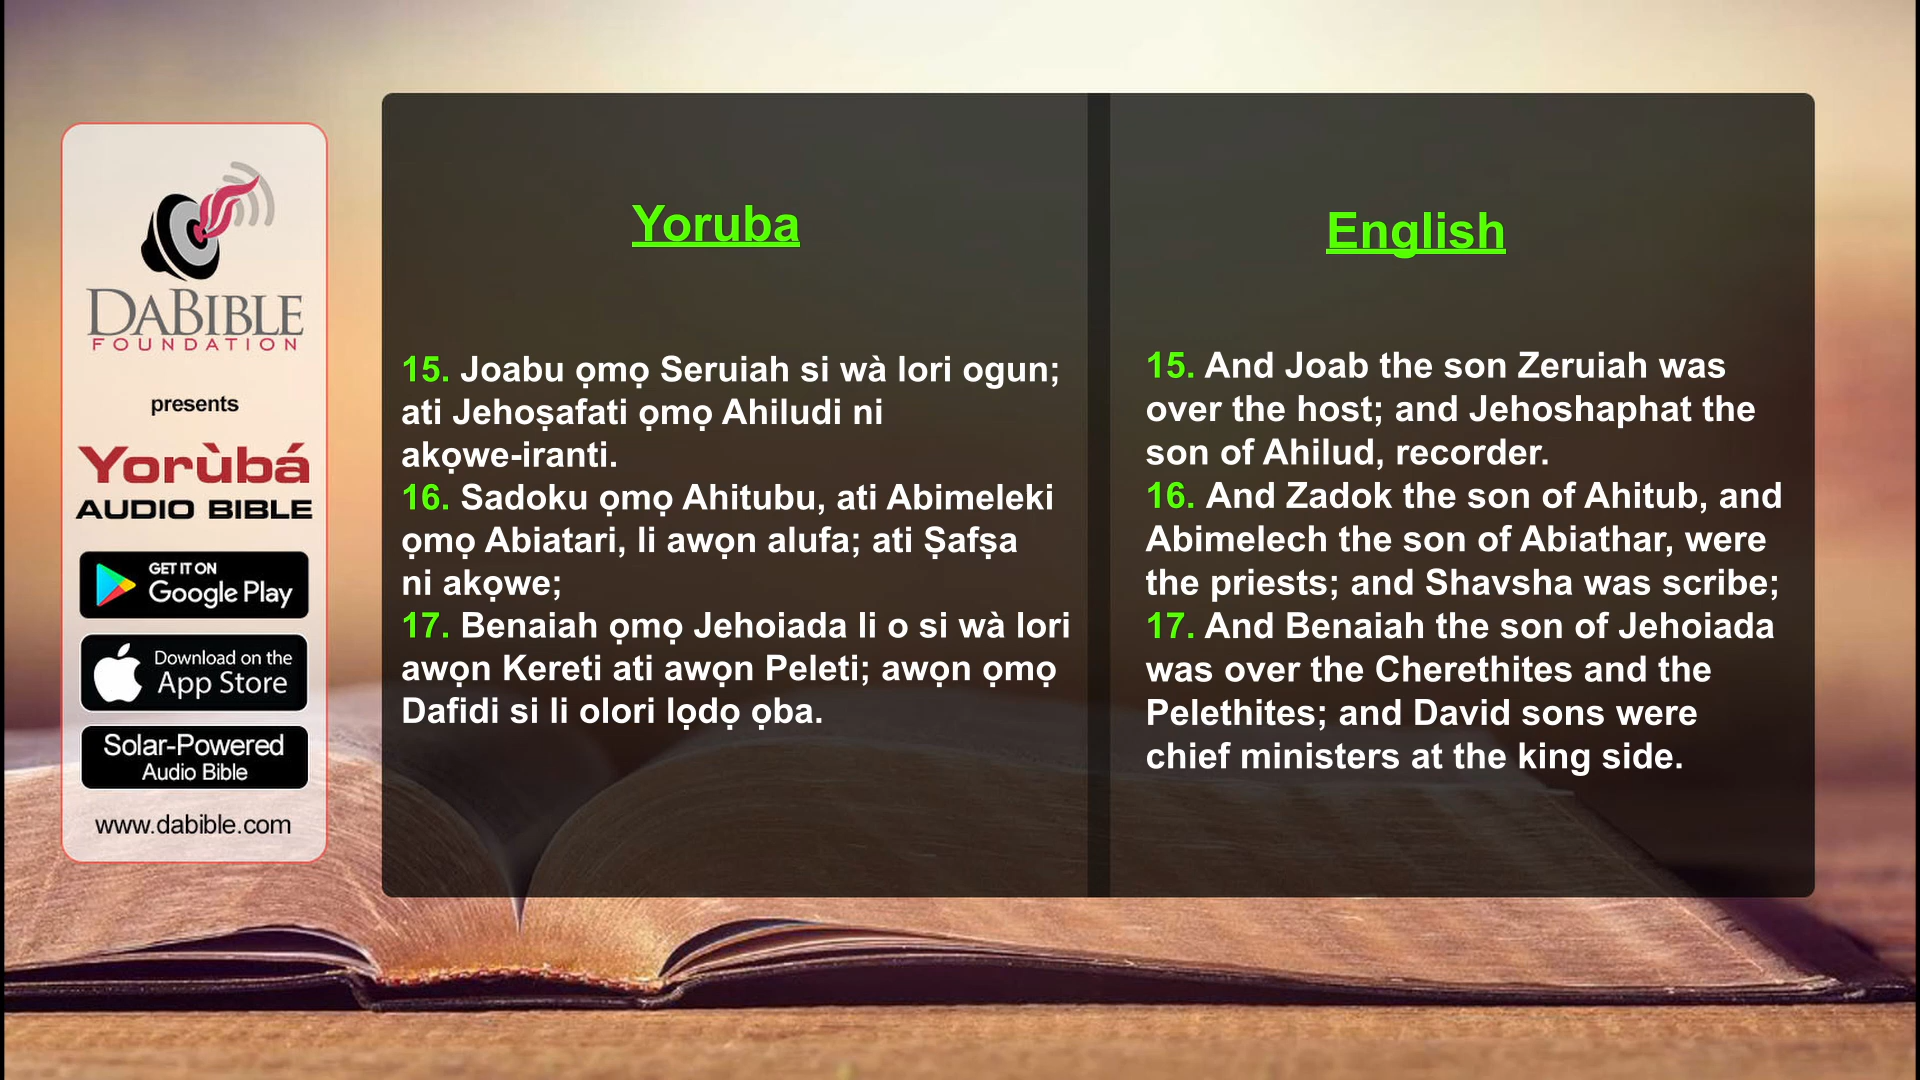 DABIBLE
FOUNDATION
presents
Yorùbá
AUDIO BIBLE
GET IT ON
Google Play
Download on the
App Store
Solar-Powered
Audio Bible
www.dabible.com
Yoruba
15. Joabu ọmọ Seruiah si wà lori ogun;
ati Jehoṣafati ọmọ Ahiludi ni
akọwe-iranti.
16. Sadoku ọmọ Ahitubu, ati Abimeleki
ọmọ Abiatari, li awọn alufa; ati Ṣafṣa
ni akọwe;
17. Benaiah ọmọ Jehoiada li o si wà lori
awọn Kereti ati awọn Peleti; awọn ọmọ
Dafidi si li olori lọdọ ọba.
English
15. And Joab the son Zeruiah was
over the host; and Jehoshaphat the
son of Ahilud, recorder.
16. And Zadok the son of Ahitub, and
Abimelech the son of Abiathar, were
the priests; and Shavsha was scribe;
17. And Benaiah the son of Jehoiada
was over the Cherethites and the
Pelethites; and David sons were
chief ministers at the king side.